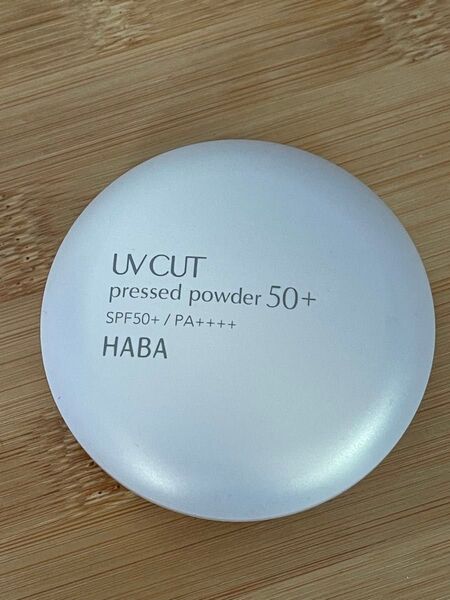 UV CUT
pressed powder 50+
SPF50+ / PA++++
HABA